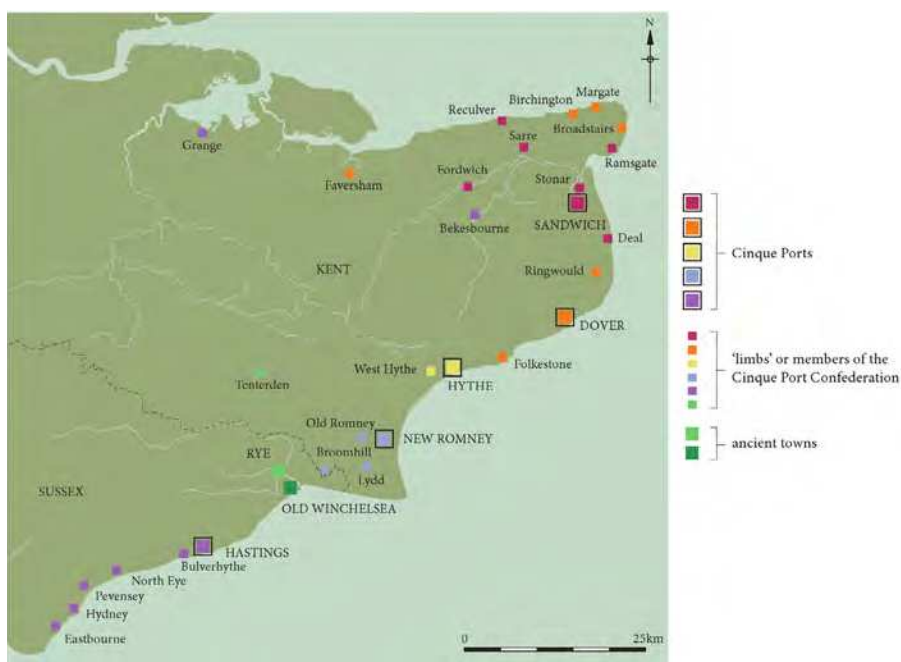 N
Margate
Birchington
Reculver
Broadstairs
Sarre
Grange
Ramsgate
Fordwich
Stonar
Faversham
SANDWICH
Bekesbourne
Deal
Cinque Ports
KENT
Ringwould
DOVER
Folkestone
West Hythe
HYTHE
'limbs' or members of the
Cinque Port Confederation
Tenterden
Old Romney
NEW ROMNEY
RYE
Broomhill
Lydd
ancient towns
SUSSEX
OLD WINCHELSEA
HASTINGS
Bulverhythe
North Eye
Pevensey
Hydney
Eastbourne
0
25km